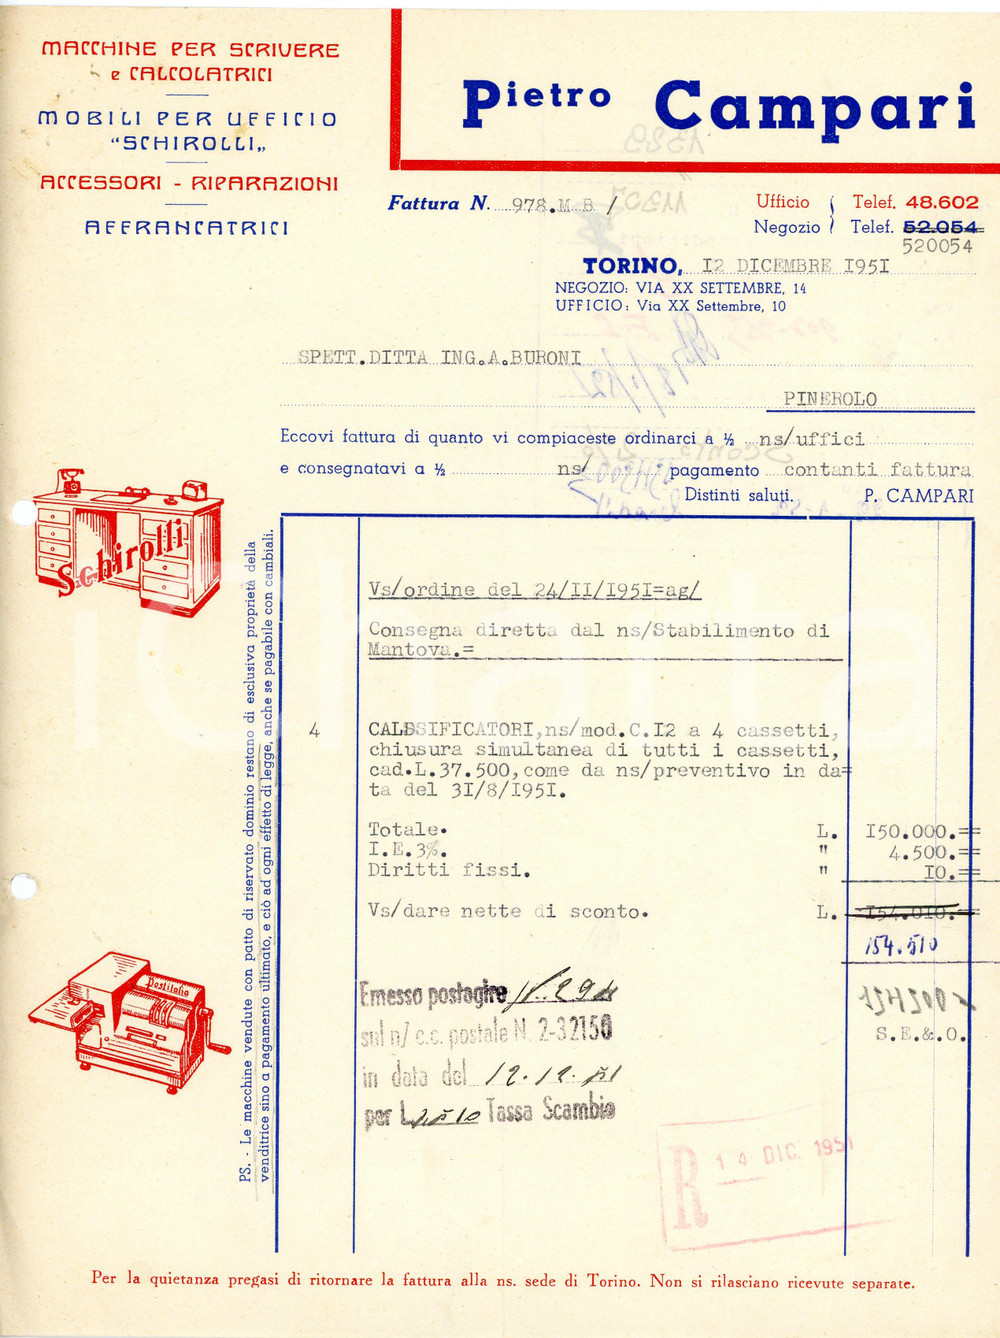 MACCHINE PER SCRIVERE
e CALCOLATRICI
MOBILI PER UFFICIO
"SCHIROLLI„
ACCESSORI - RIPARAZIONI
AFFRANCATRICI
Pietro Campari
Fattura N. 978.M B /
Ufficio Telef. 48.602
Negozio Telef. 52.054
520054
TORINO, I2 DICEMBRE I95I
NEGOZIO: VIA XX SETTEMBRE, 14
UFFICIO: Via XX Settembre, 10
SPETT.DITTA ING.A.BURONI
PINEROLO
Eccovi fattura di quanto vi compiaceste ordinarci a ½ ns/uffici
e consegnatavi a ½ ns/ pagamento contanti fattura
Distinti saluti. P. CAMPARI
Schirolli
Vs/ordine del 24/II/I95I=ag/
Consegna diretta dal ns/Stabilimento di
Mantova.=
4 CALSSIFICATORI,ns/mod.C.I2 a 4 cassetti,
chiusura simultanea di tutti i cassetti,
cad.L.37.500,come da ns/preventivo in da=
ta del 3I/8/I95I.
Totale. L. I50.000.==
I.E.3%. " 4.500.==
Diritti fissi. " I0.==
Vs/dare nette di sconto. L. I54.0I0.==
154.510
S.E.&.O.
Postitalia
Emesso postagiro
sul n/ c.c. postale N. 2-32150
in data del 12.12.51
per L. Tassa Scambio
R 14 DIC. 1951
PS. - Le macchine vendute con patto di riservato dominio restano di esclusiva proprietà della
venditrice sino a pagamento ultimato, e ciò ad ogni effetto di legge, anche se pagabile con cambiali.
Per la quietanza pregasi di ritornare la fattura alla ns. sede di Torino. Non si rilasciano ricevute separate.